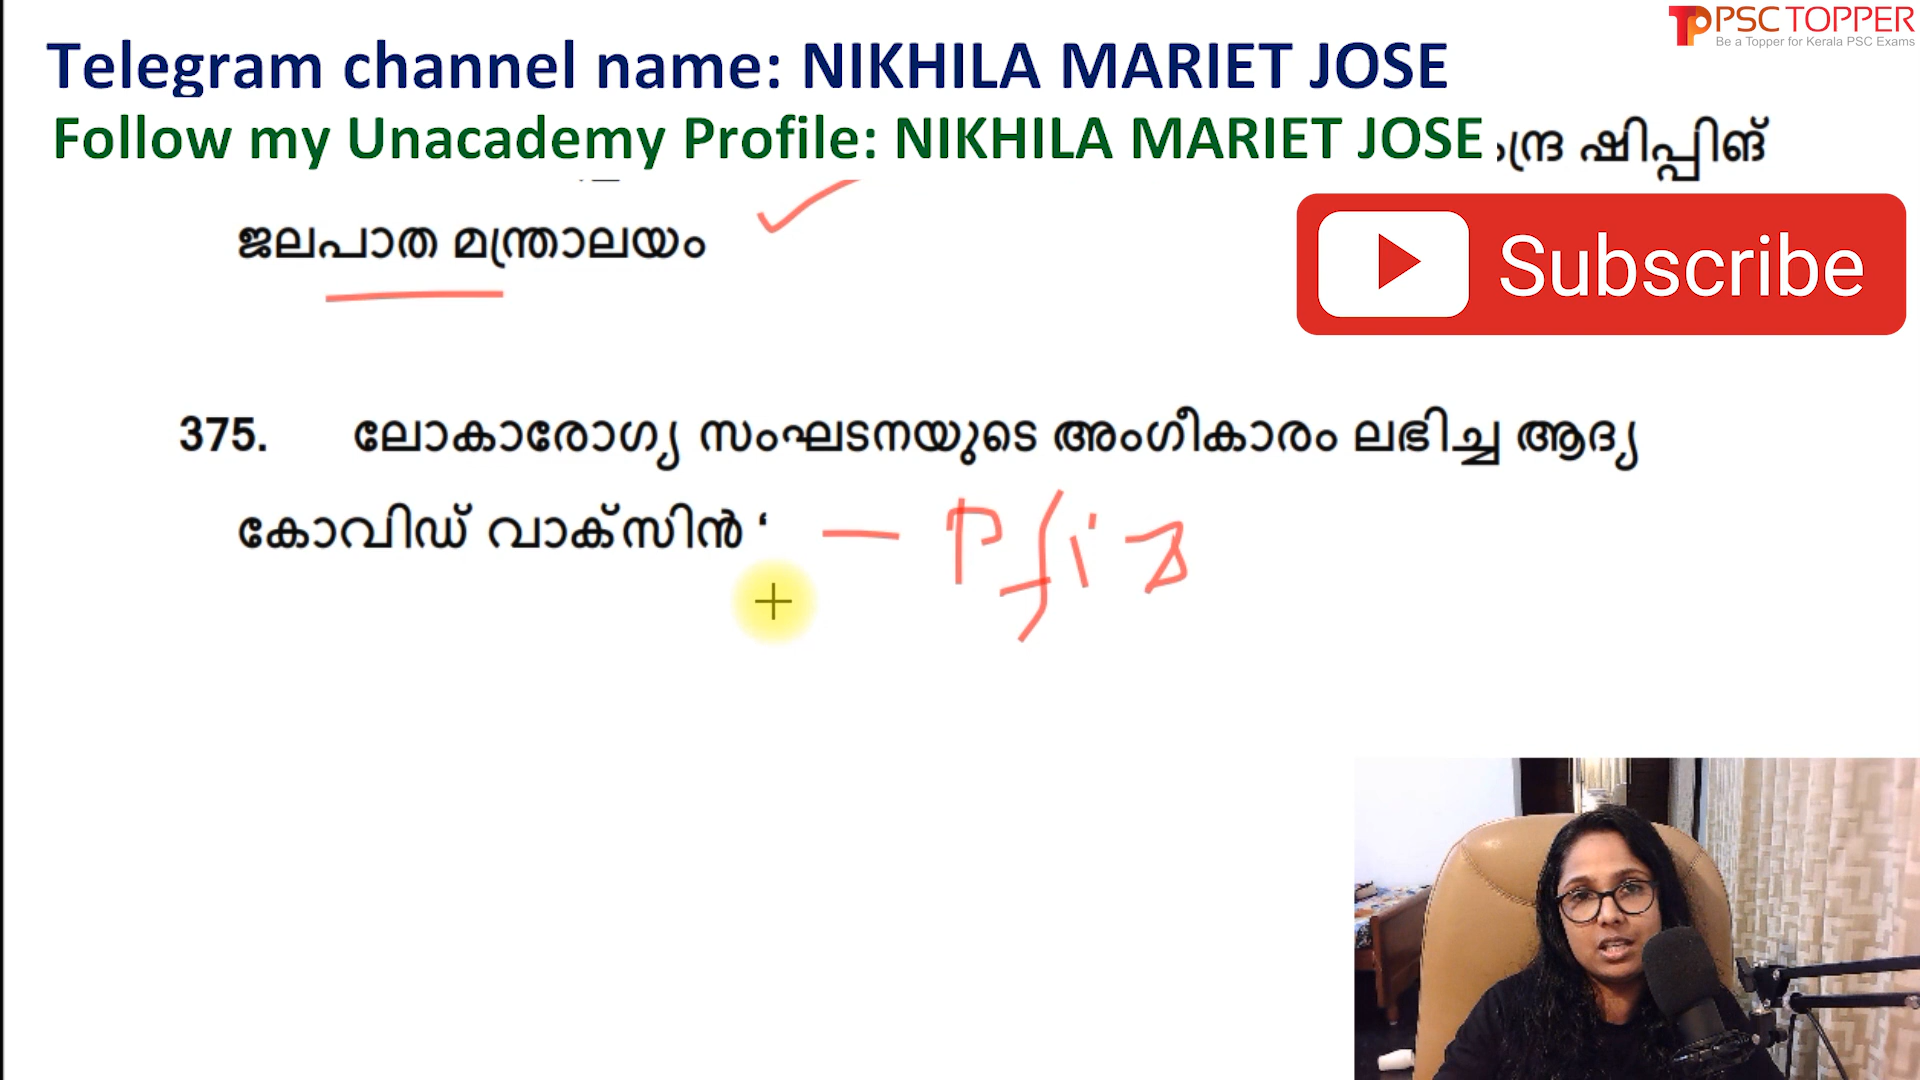 PSC TOPPER
Be a Topper for Kerala PSC Exams
Telegram channel name: NIKHILA MARIET JOSE
Follow my Unacademy Profile: NIKHILA MARIET JOSE
ഷിപ്പിങ്
ജലപാത മന്ത്രാലയം
Subscribe
375. ലോകാരോഗ്യ സംഘടനയുടെ അംഗീകാരം ലഭിച്ച ആദ്യ
കോവിഡ് വാക്സിൻ ‘ — Pfiz